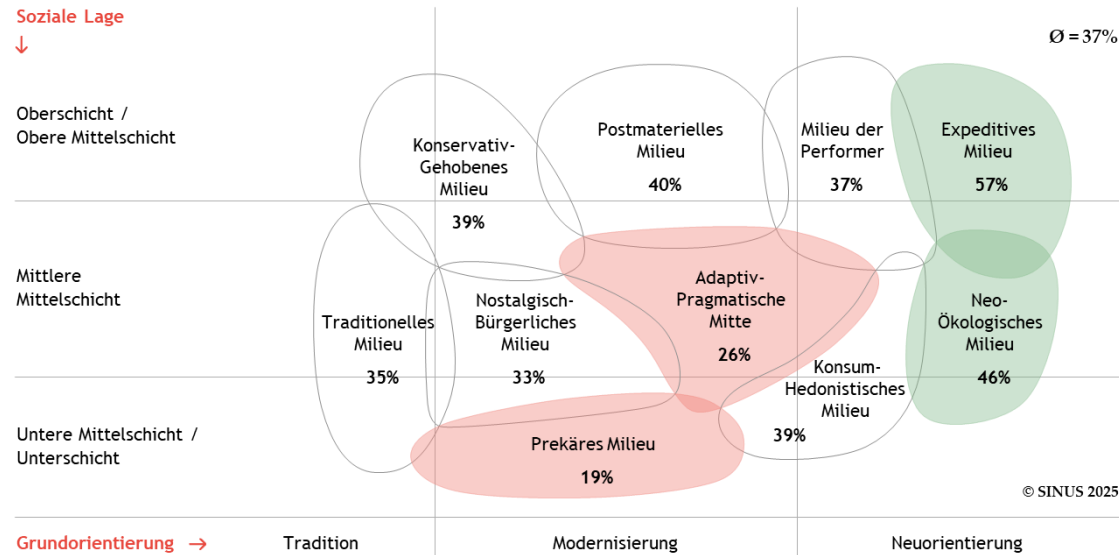 Soziale Lage
↓
Ø = 37%
Oberschicht /
Obere Mittelschicht
Konservativ-
Gehobenes
Milieu
39%
Postmaterielles
Milieu
40%
Milieu der
Performer
37%
Expeditives
Milieu
57%
Mittlere
Mittelschicht
Traditionelles
Milieu
35%
Nostalgisch-
Bürgerliches
Milieu
33%
Adaptiv-
Pragmatische
Mitte
26%
Neo-
Ökologisches
Milieu
46%
Konsum-
Hedonistisches
Milieu
39%
Untere Mittelschicht /
Unterschicht
Prekäres Milieu
19%
© SINUS 2025
Grundorientierung →
Tradition
Modernisierung
Neuorientierung